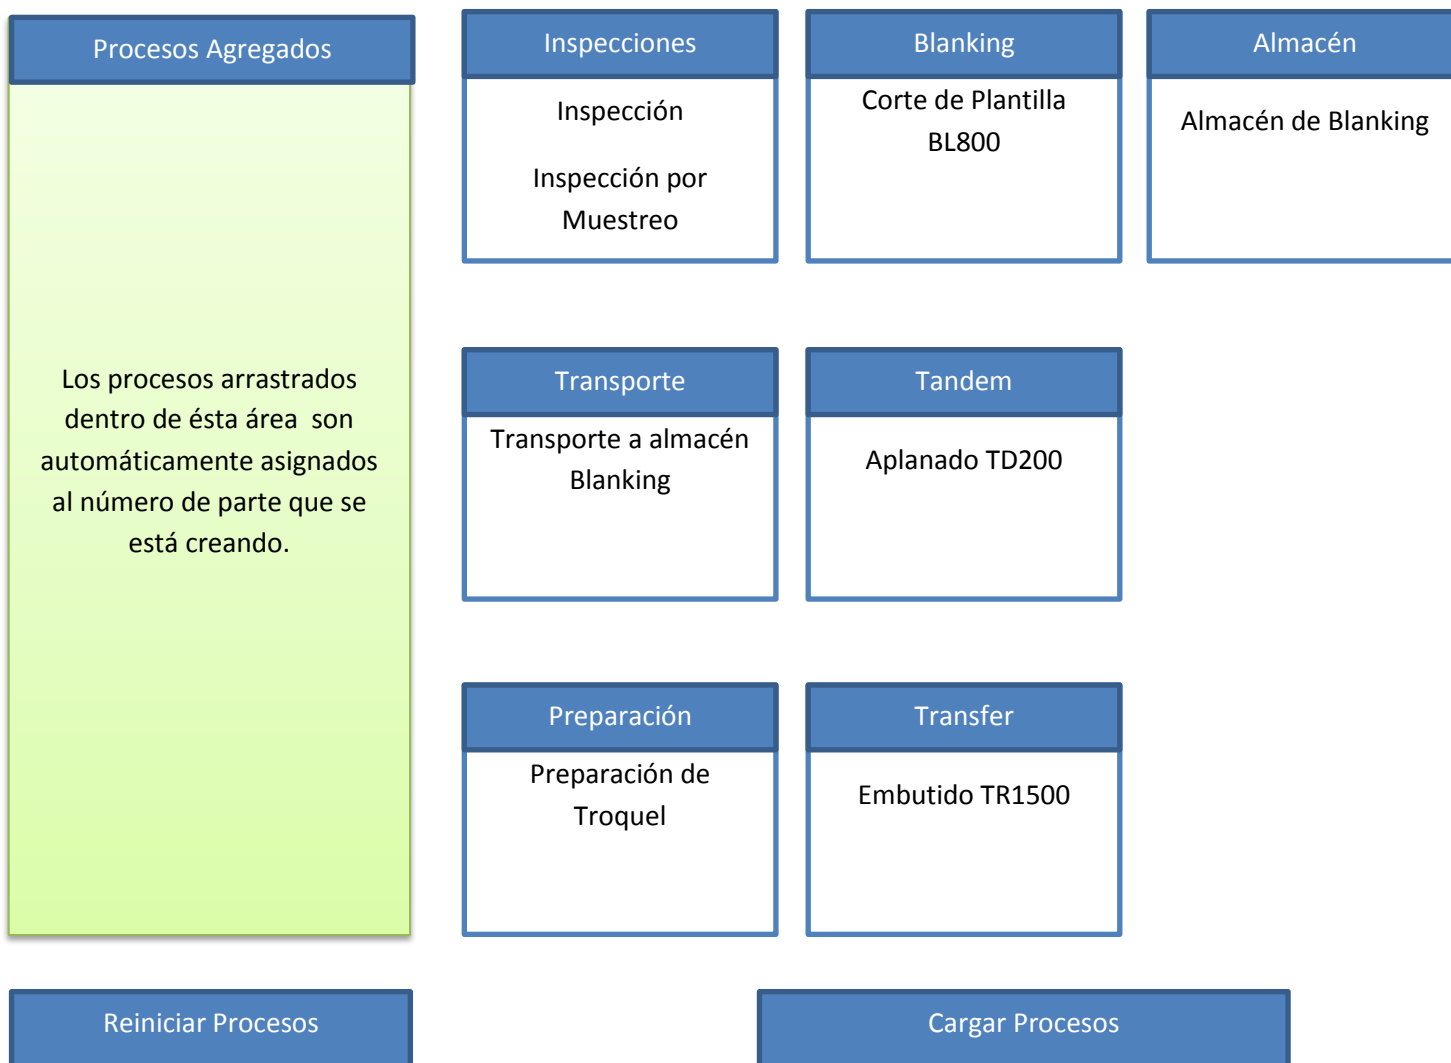 Procesos Agregados
Los procesos arrastrados
dentro de ésta área son
automáticamente asignados
al número de parte que se
está creando.
Inspecciones
Inspección
Inspección por
Muestreo
Blanking
Corte de Plantilla
BL800
Almacén
Almacén de Blanking
Transporte
Transporte a almacén
Blanking
Tandem
Aplanado TD200
Preparación
Preparación de
Troquel
Transfer
Embutido TR1500
Reiniciar Procesos
Cargar Procesos